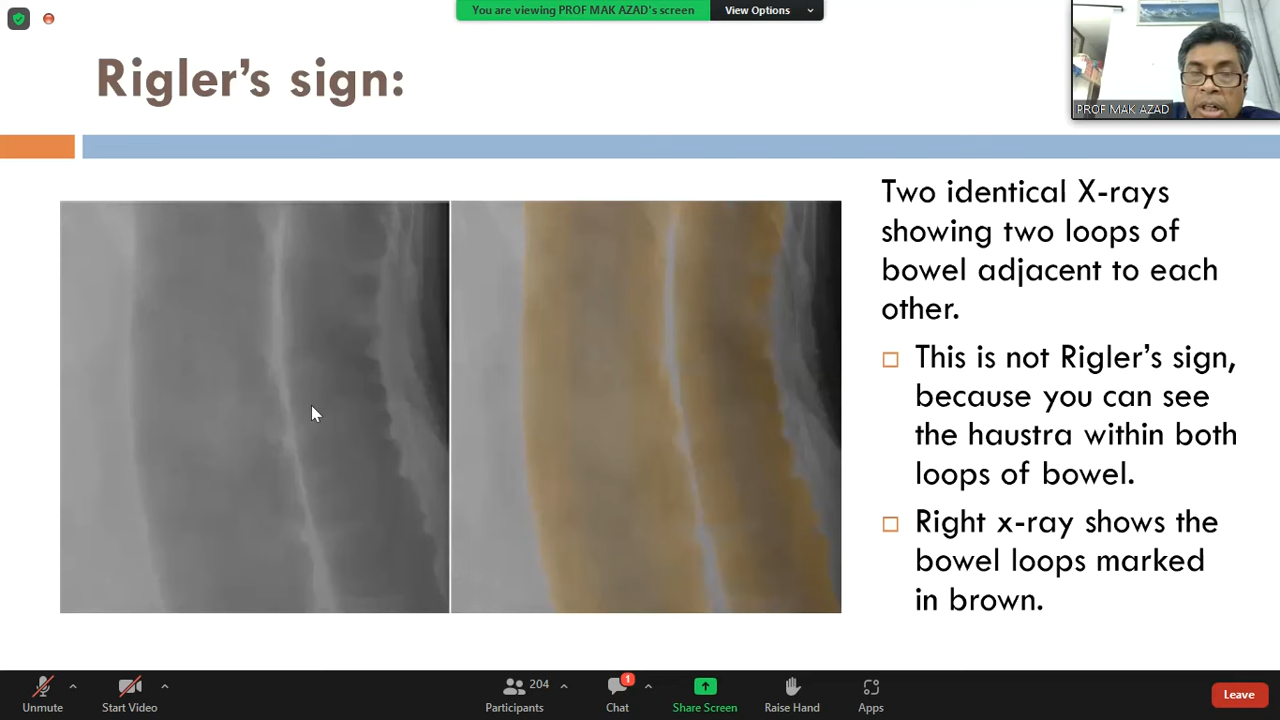 You are viewing PROF MAK AZAD's screen
View Options
Rigler's sign:
PROF MAK AZAD
Two identical X-rays
showing two loops of
bowel adjacent to each
other.
This is not Rigler's sign,
because you can see
the haustra within both
loops of bowel.
Right x-ray shows the
bowel loops marked
in brown.
Unmute
Start Video
204
Participants
1
Chat
Share Screen
Raise Hand
Apps
Leave